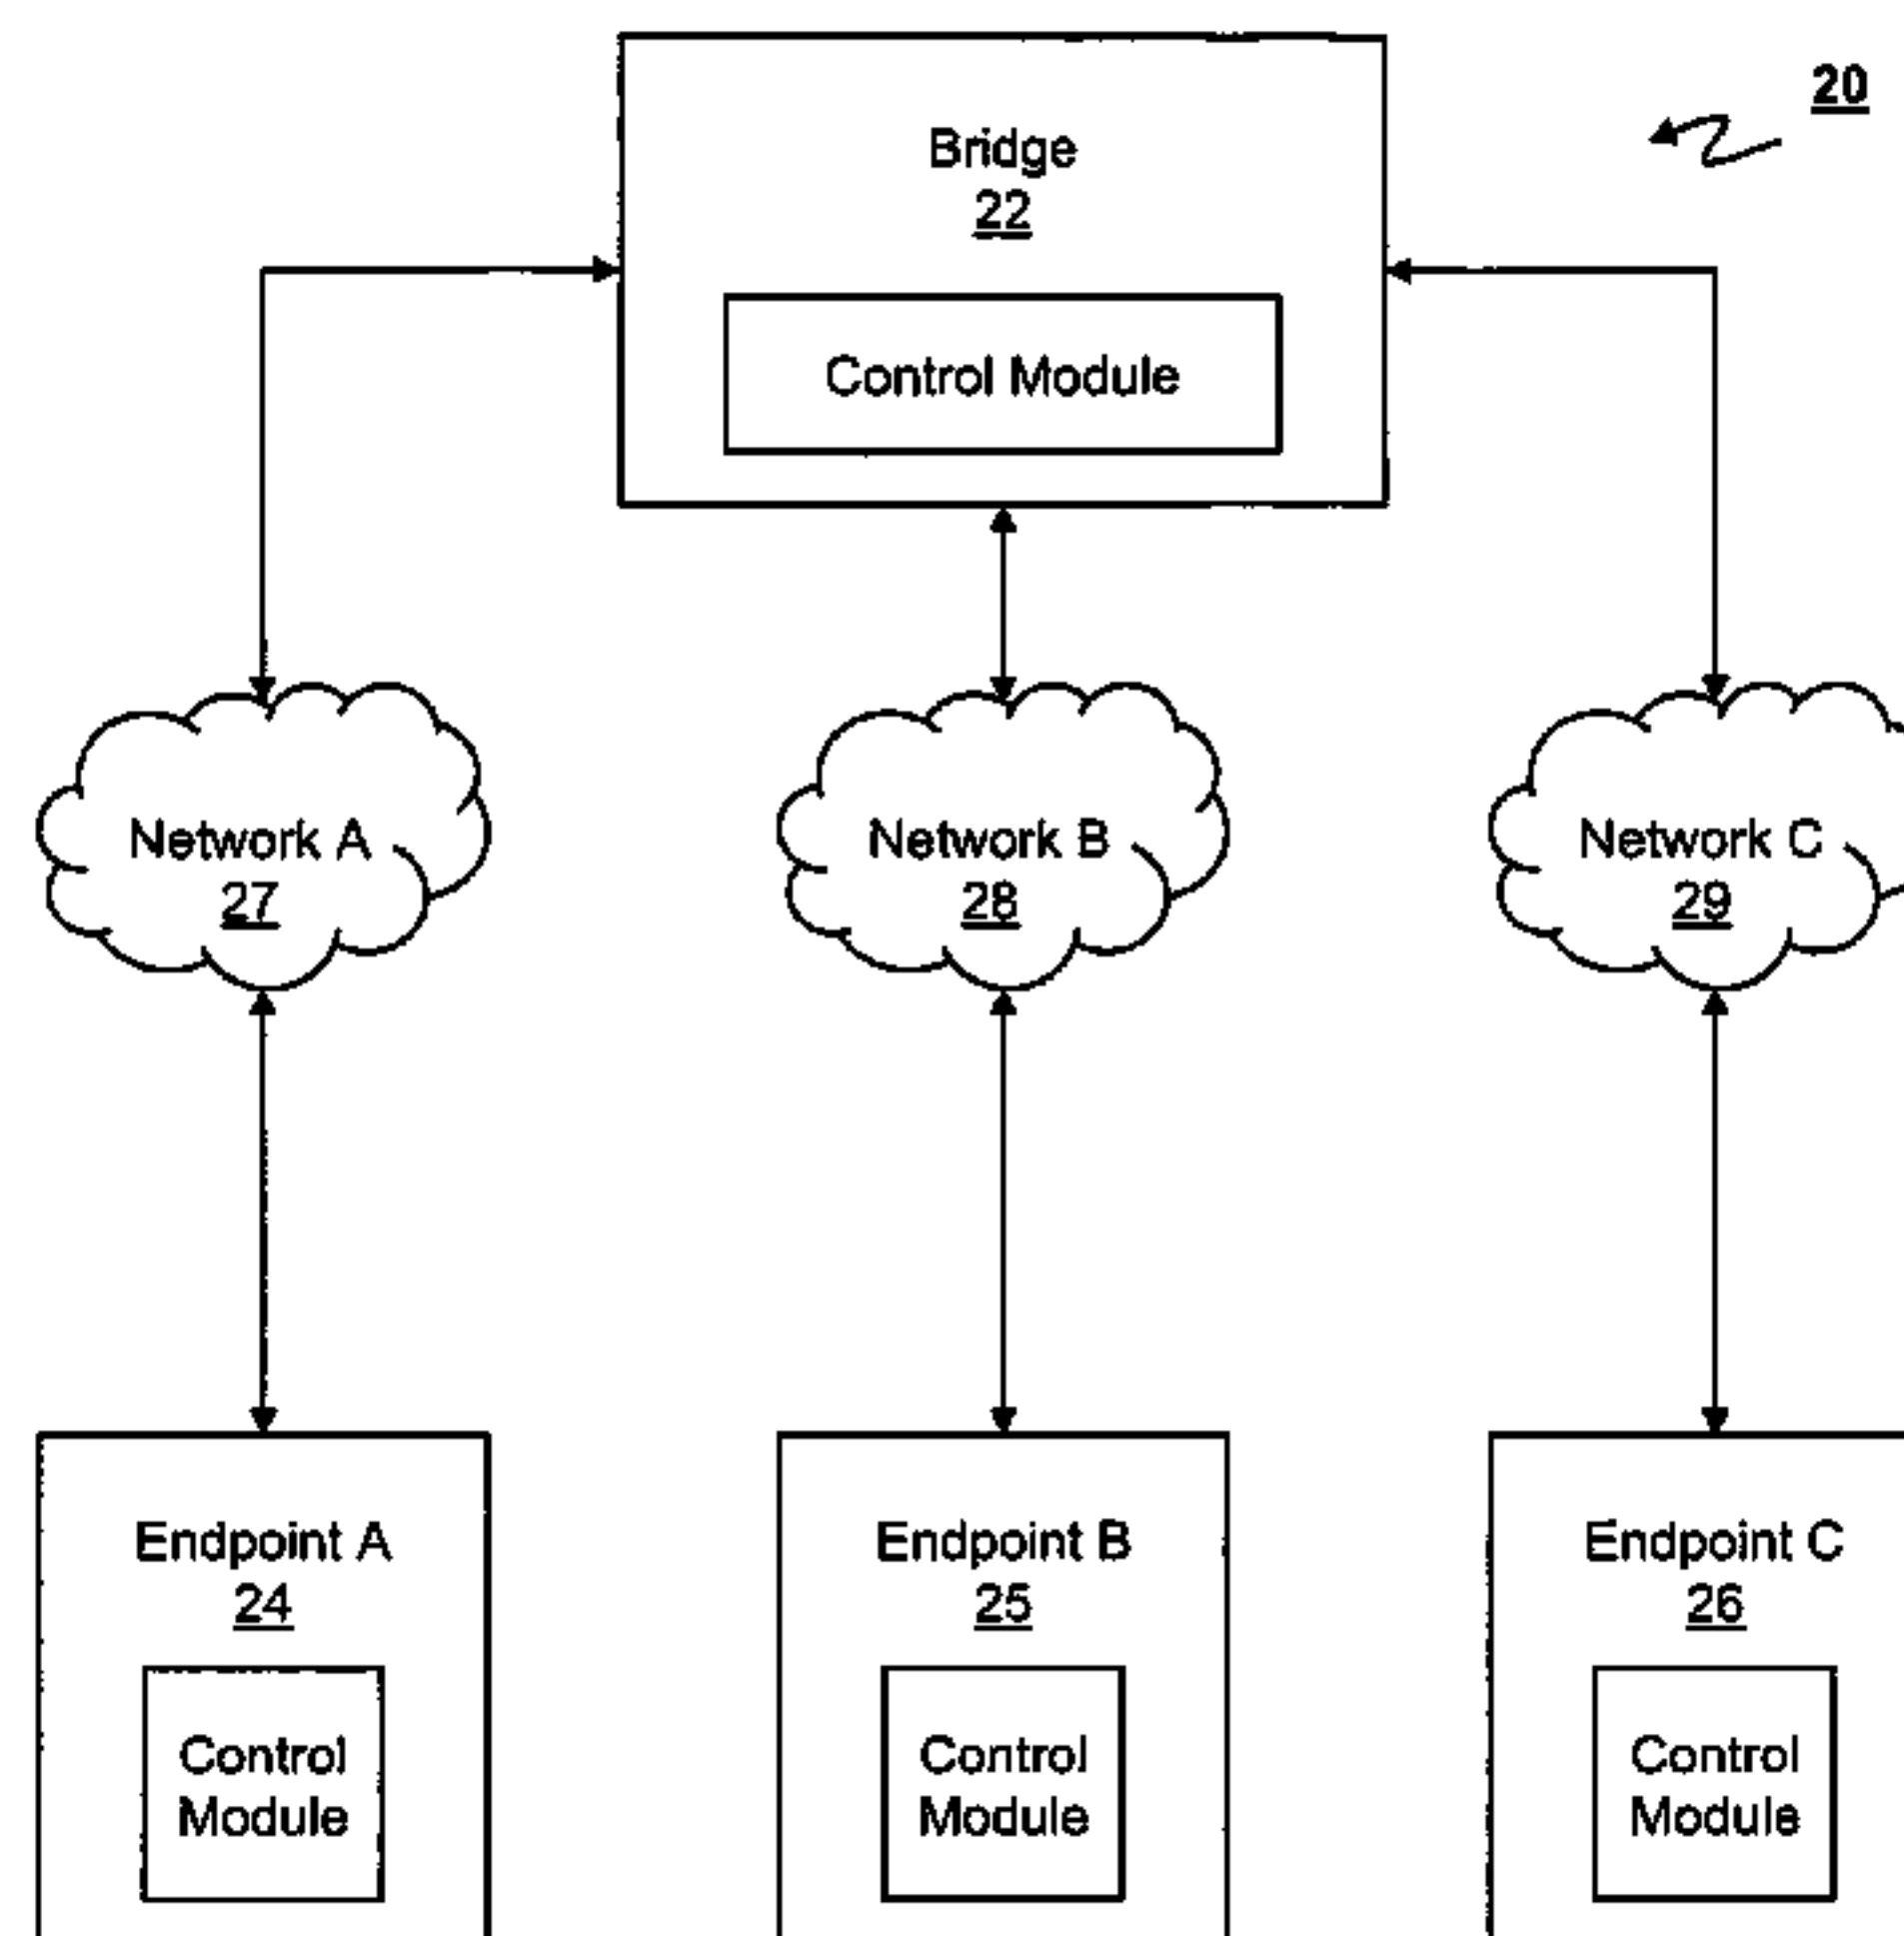 20
Bridge
22
Control Module
Network A
27
Network B
28
Network C
29
Endpoint A
24
Control
Module
Endpoint B
25
Control
Module
Endpoint C
26
Control
Module